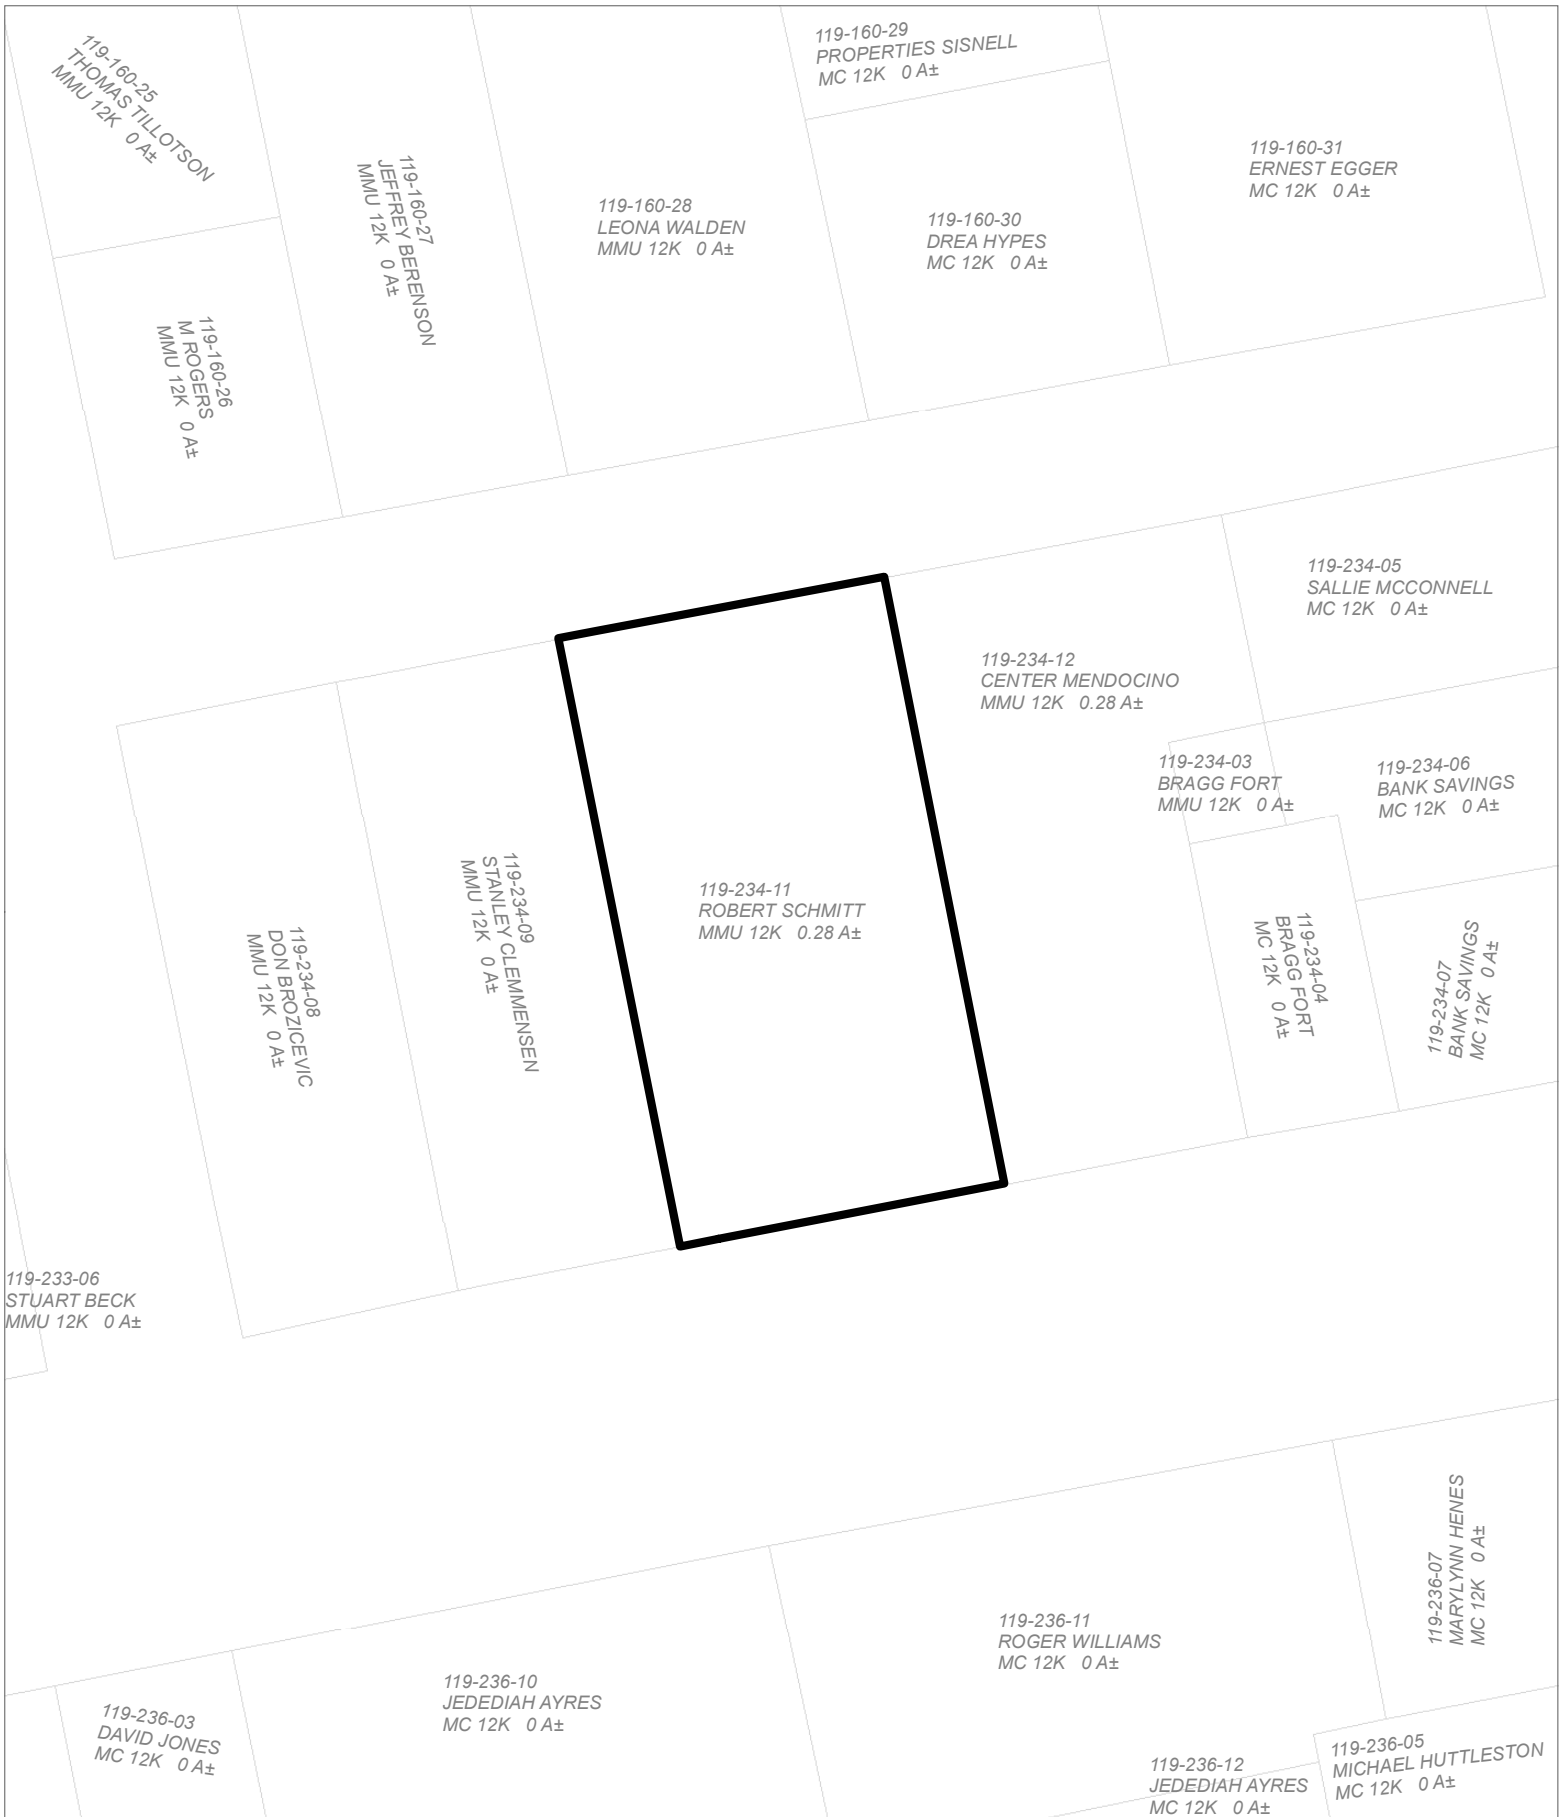 119-160-25
THOMAS TILLOTSON
MMU 12K 0 A±
119-160-26
M ROGERS
MMU 12K 0 A±
119-160-27
JEFFREY BERENSON
MMU 12K 0 A±
119-160-28
LEONA WALDEN
MMU 12K 0 A±
119-160-29
PROPERTIES SISNELL
MC 12K 0 A±
119-160-30
DREA HYPES
MC 12K 0 A±
119-160-31
ERNEST EGGER
MC 12K 0 A±
119-234-05
SALLIE MCCONNELL
MC 12K 0 A±
119-234-12
CENTER MENDOCINO
MMU 12K 0.28 A±
119-234-03
BRAGG FORT
MMU 12K 0 A±
119-234-06
BANK SAVINGS
MC 12K 0 A±
119-234-11
ROBERT SCHMITT
MMU 12K 0.28 A±
119-234-09
STANLEY CLEMMENSEN
MMU 12K 0 A±
119-234-08
DON BROZICEVIC
MMU 12K 0 A±
119-234-04
BRAGG FORT
MC 12K 0 A±
119-234-07
BANK SAVINGS
MC 12K 0 A±
119-233-06
STUART BECK
MMU 12K 0 A±
119-236-07
MARYLYNN HENES
MC 12K 0 A±
119-236-11
ROGER WILLIAMS
MC 12K 0 A±
119-236-10
JEDEDIAH AYRES
MC 12K 0 A±
119-236-03
DAVID JONES
MC 12K 0 A±
119-236-12
JEDEDIAH AYRES
MC 12K 0 A±
119-236-05
MICHAEL HUTTLESTON
MC 12K 0 A±